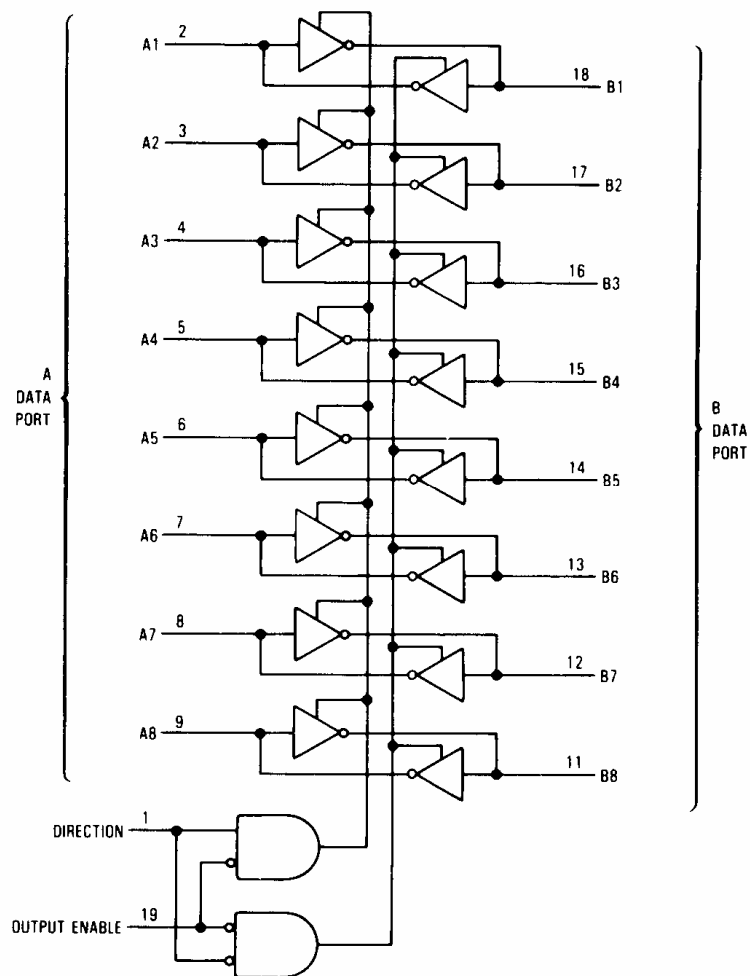 A1 2
18 B1
A2 3
17 B2
A3 4
16 B3
A4 5
15 B4
A
DATA
PORT
B
DATA
PORT
A5 6
14 B5
A6 7
13 B6
A7 8
12 B7
A8 9
11 B8
DIRECTION 1
OUTPUT ENABLE 19